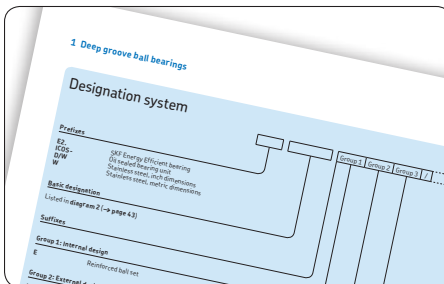 1 Deep groove ball bearings
Designation system
Prefixes
E2. SKF Energy Efficient bearing
ICOS- Oil sealed bearing unit
D/W Stainless steel, inch dimensions
W Stainless steel, metric dimensions
Basic designation
Listed in diagram 2 (→ page 43)
Suffixes
Group 1 Group 2 Group 3 /
Group 1: Internal design
E Reinforced ball set
Group 2: External